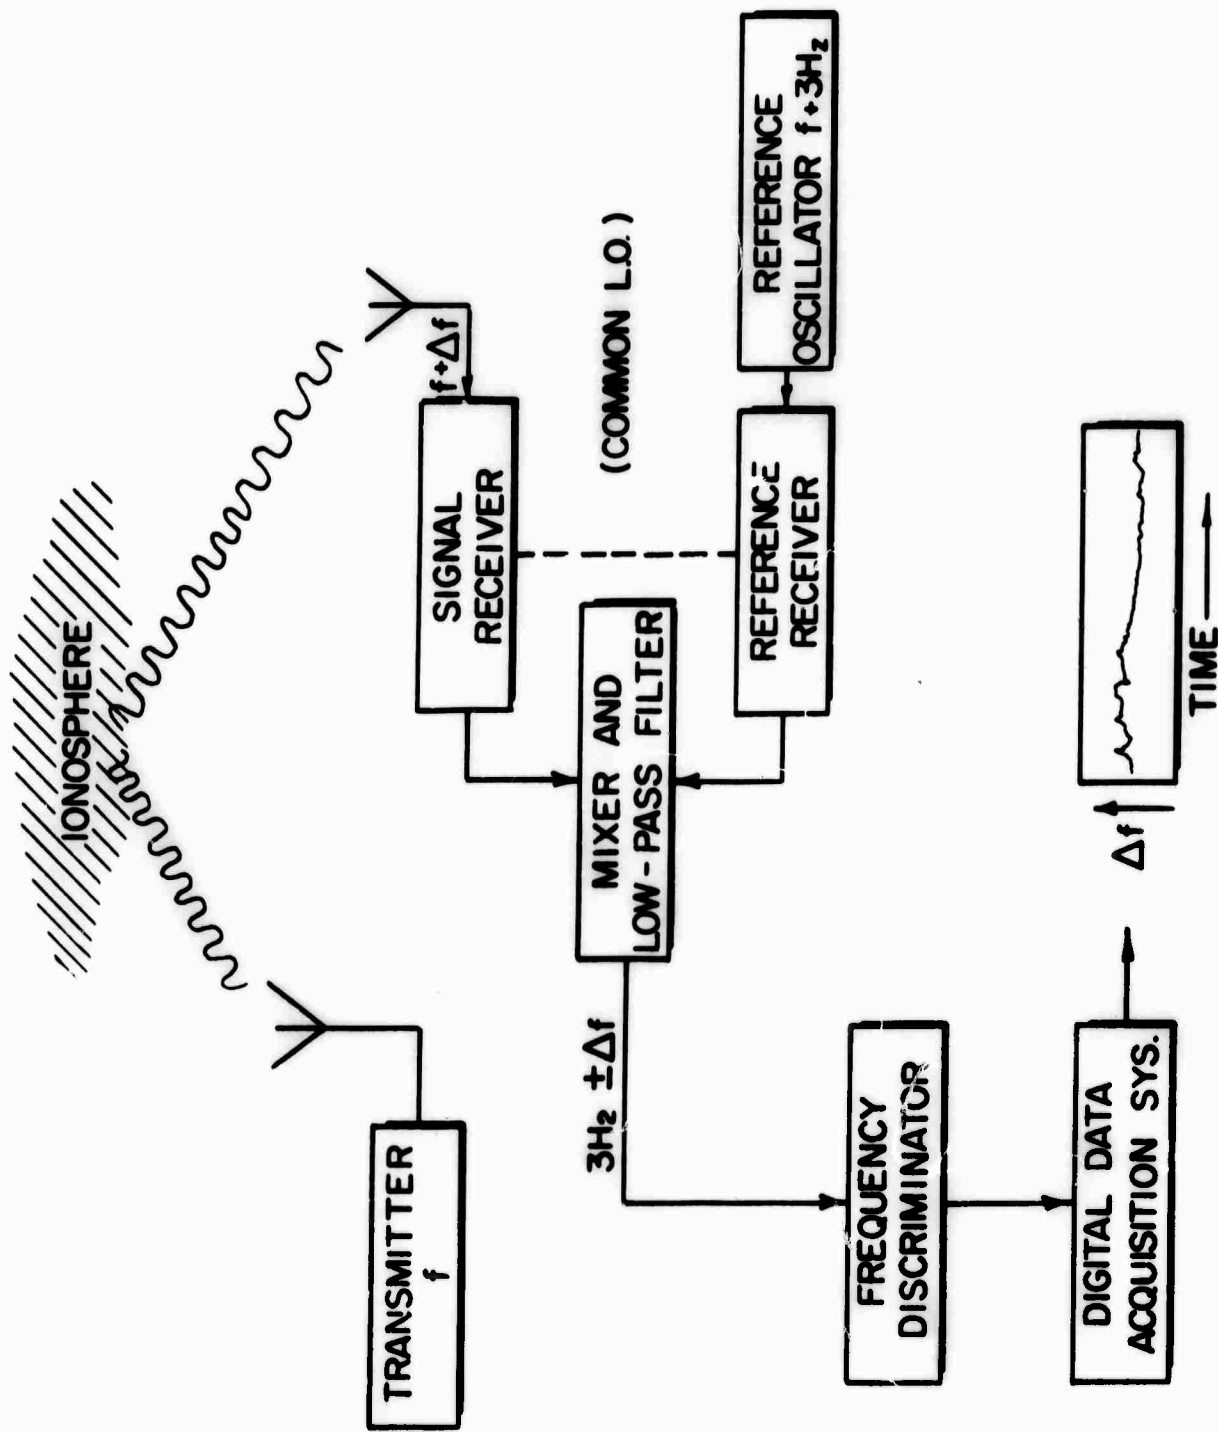 IONOSPHERE
TRANSMITTER
f
f+Δf
SIGNAL
RECEIVER
(COMMON L.O.)
MIXER AND
LOW-PASS FILTER
3Hz ±Δf
REFERENCE
RECEIVER
REFERENCE
OSCILLATOR f+3Hz
FREQUENCY
DISCRIMINATOR
DIGITAL DATA
ACQUISITION SYS.
Δf
TIME